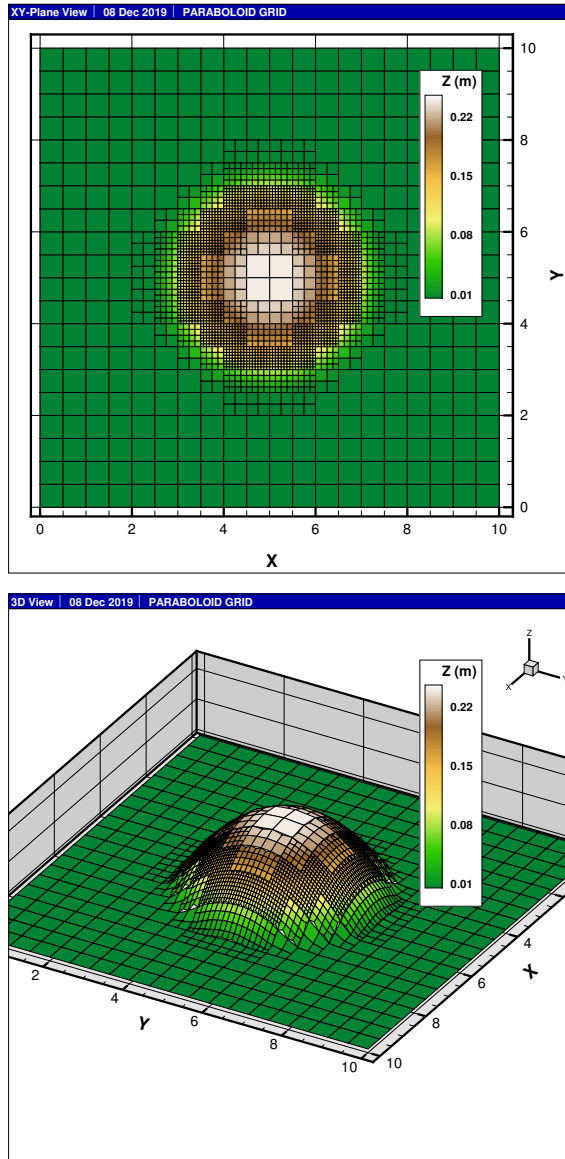 XY-Plane View | 08 Dec 2019 | PARABOLOID GRID
10
Z (m)
0.22
8
0.15
6
0.08
Y
0.01
4
2
0
0 2 4 6 8 10
X
3D View | 08 Dec 2019 | PARABOLOID GRID
Z
X Y
Z (m)
0.22
0.15
0.08
0.01
4
X
6
2
8
4
Y
6
8
10
10